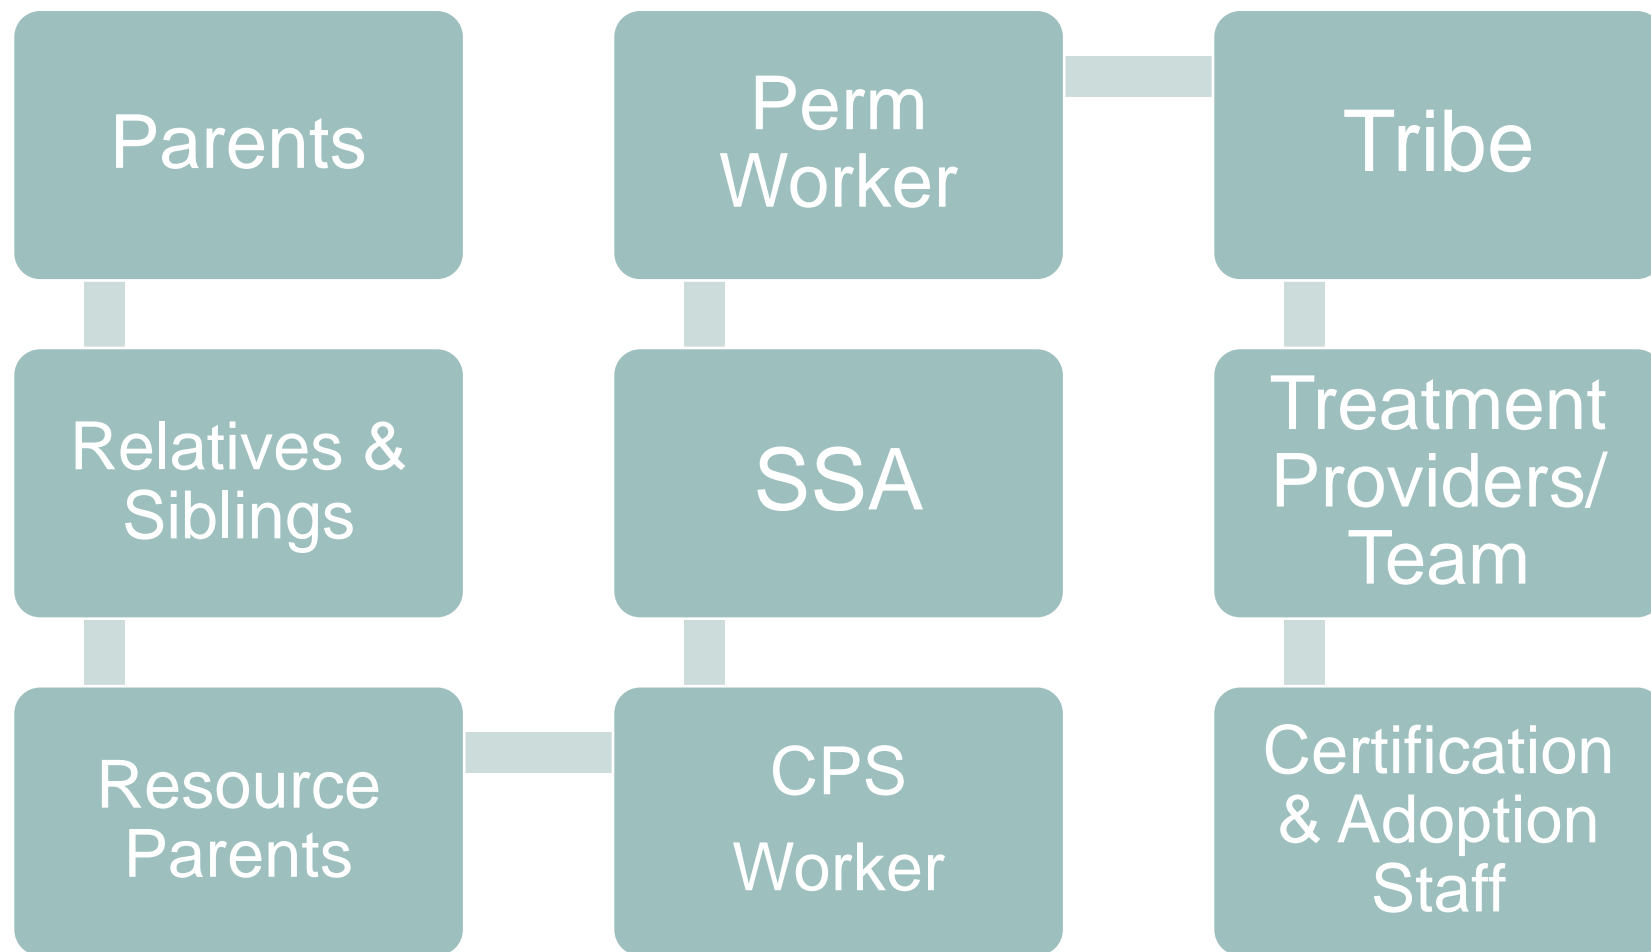 Parents
Relatives &
Siblings
Resource
Parents
CPS
Worker
SSA
Perm
Worker
Tribe
Treatment
Providers/
Team
Certification
& Adoption
Staff